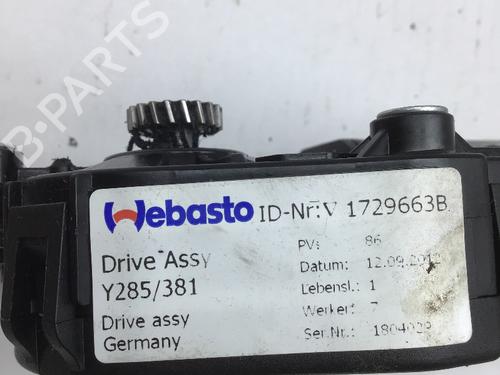 B-PARTS
Webasto ID-Nr:V 1729663B
Drive Assy PV: 86
Y285/381 Datum: 12.09.2012
Drive assy Lebensl.: 1
Germany Werker: 7
Ser.Nr.: 1804029